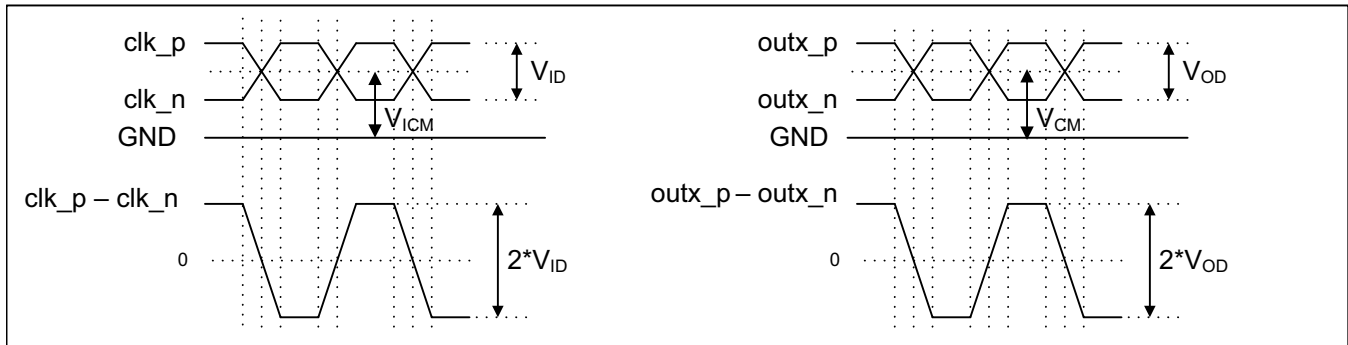 clk_p
V_ID
clk_n
V_ICM
GND
clk_p – clk_n
0
2*V_ID
outx_p
V_OD
outx_n
V_CM
GND
outx_p – outx_n
0
2*V_OD